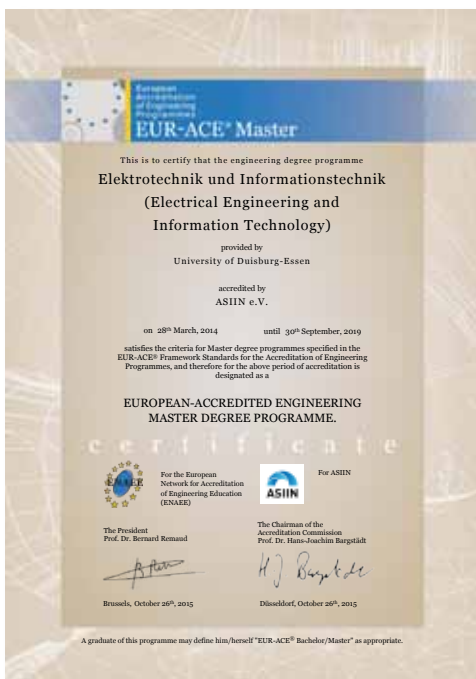 European
Accreditation
of Engineering
Programmes
EUR-ACE® Master
This is to certify that the engineering degree programme
Elektrotechnik und Informationstechnik
(Electrical Engineering and
Information Technology)
provided by
University of Duisburg-Essen
accredited by
ASIIN e.V.
on 28th March, 2014 until 30th September, 2019
satisfies the criteria for Master degree programmes specified in the
EUR-ACE® Framework Standards for the Accreditation of Engineering
Programmes, and therefore for the above period of accreditation is
designated as a
EUROPEAN-ACCREDITED ENGINEERING
MASTER DEGREE PROGRAMME.
certificate
ENAEE
For the European
Network for Accreditation
of Engineering Education
(ENAEE)
ASIIN
For ASIIN
The President
Prof. Dr. Bernard Remaud
The Chairman of the
Accreditation Commission
Prof. Dr. Hans-Joachim Bargstädt
H J Bargstädt
Brussels, October 26th, 2015
Düsseldorf, October 26th, 2015
A graduate of this programme may define him/herself "EUR-ACE® Bachelor/Master" as appropriate.